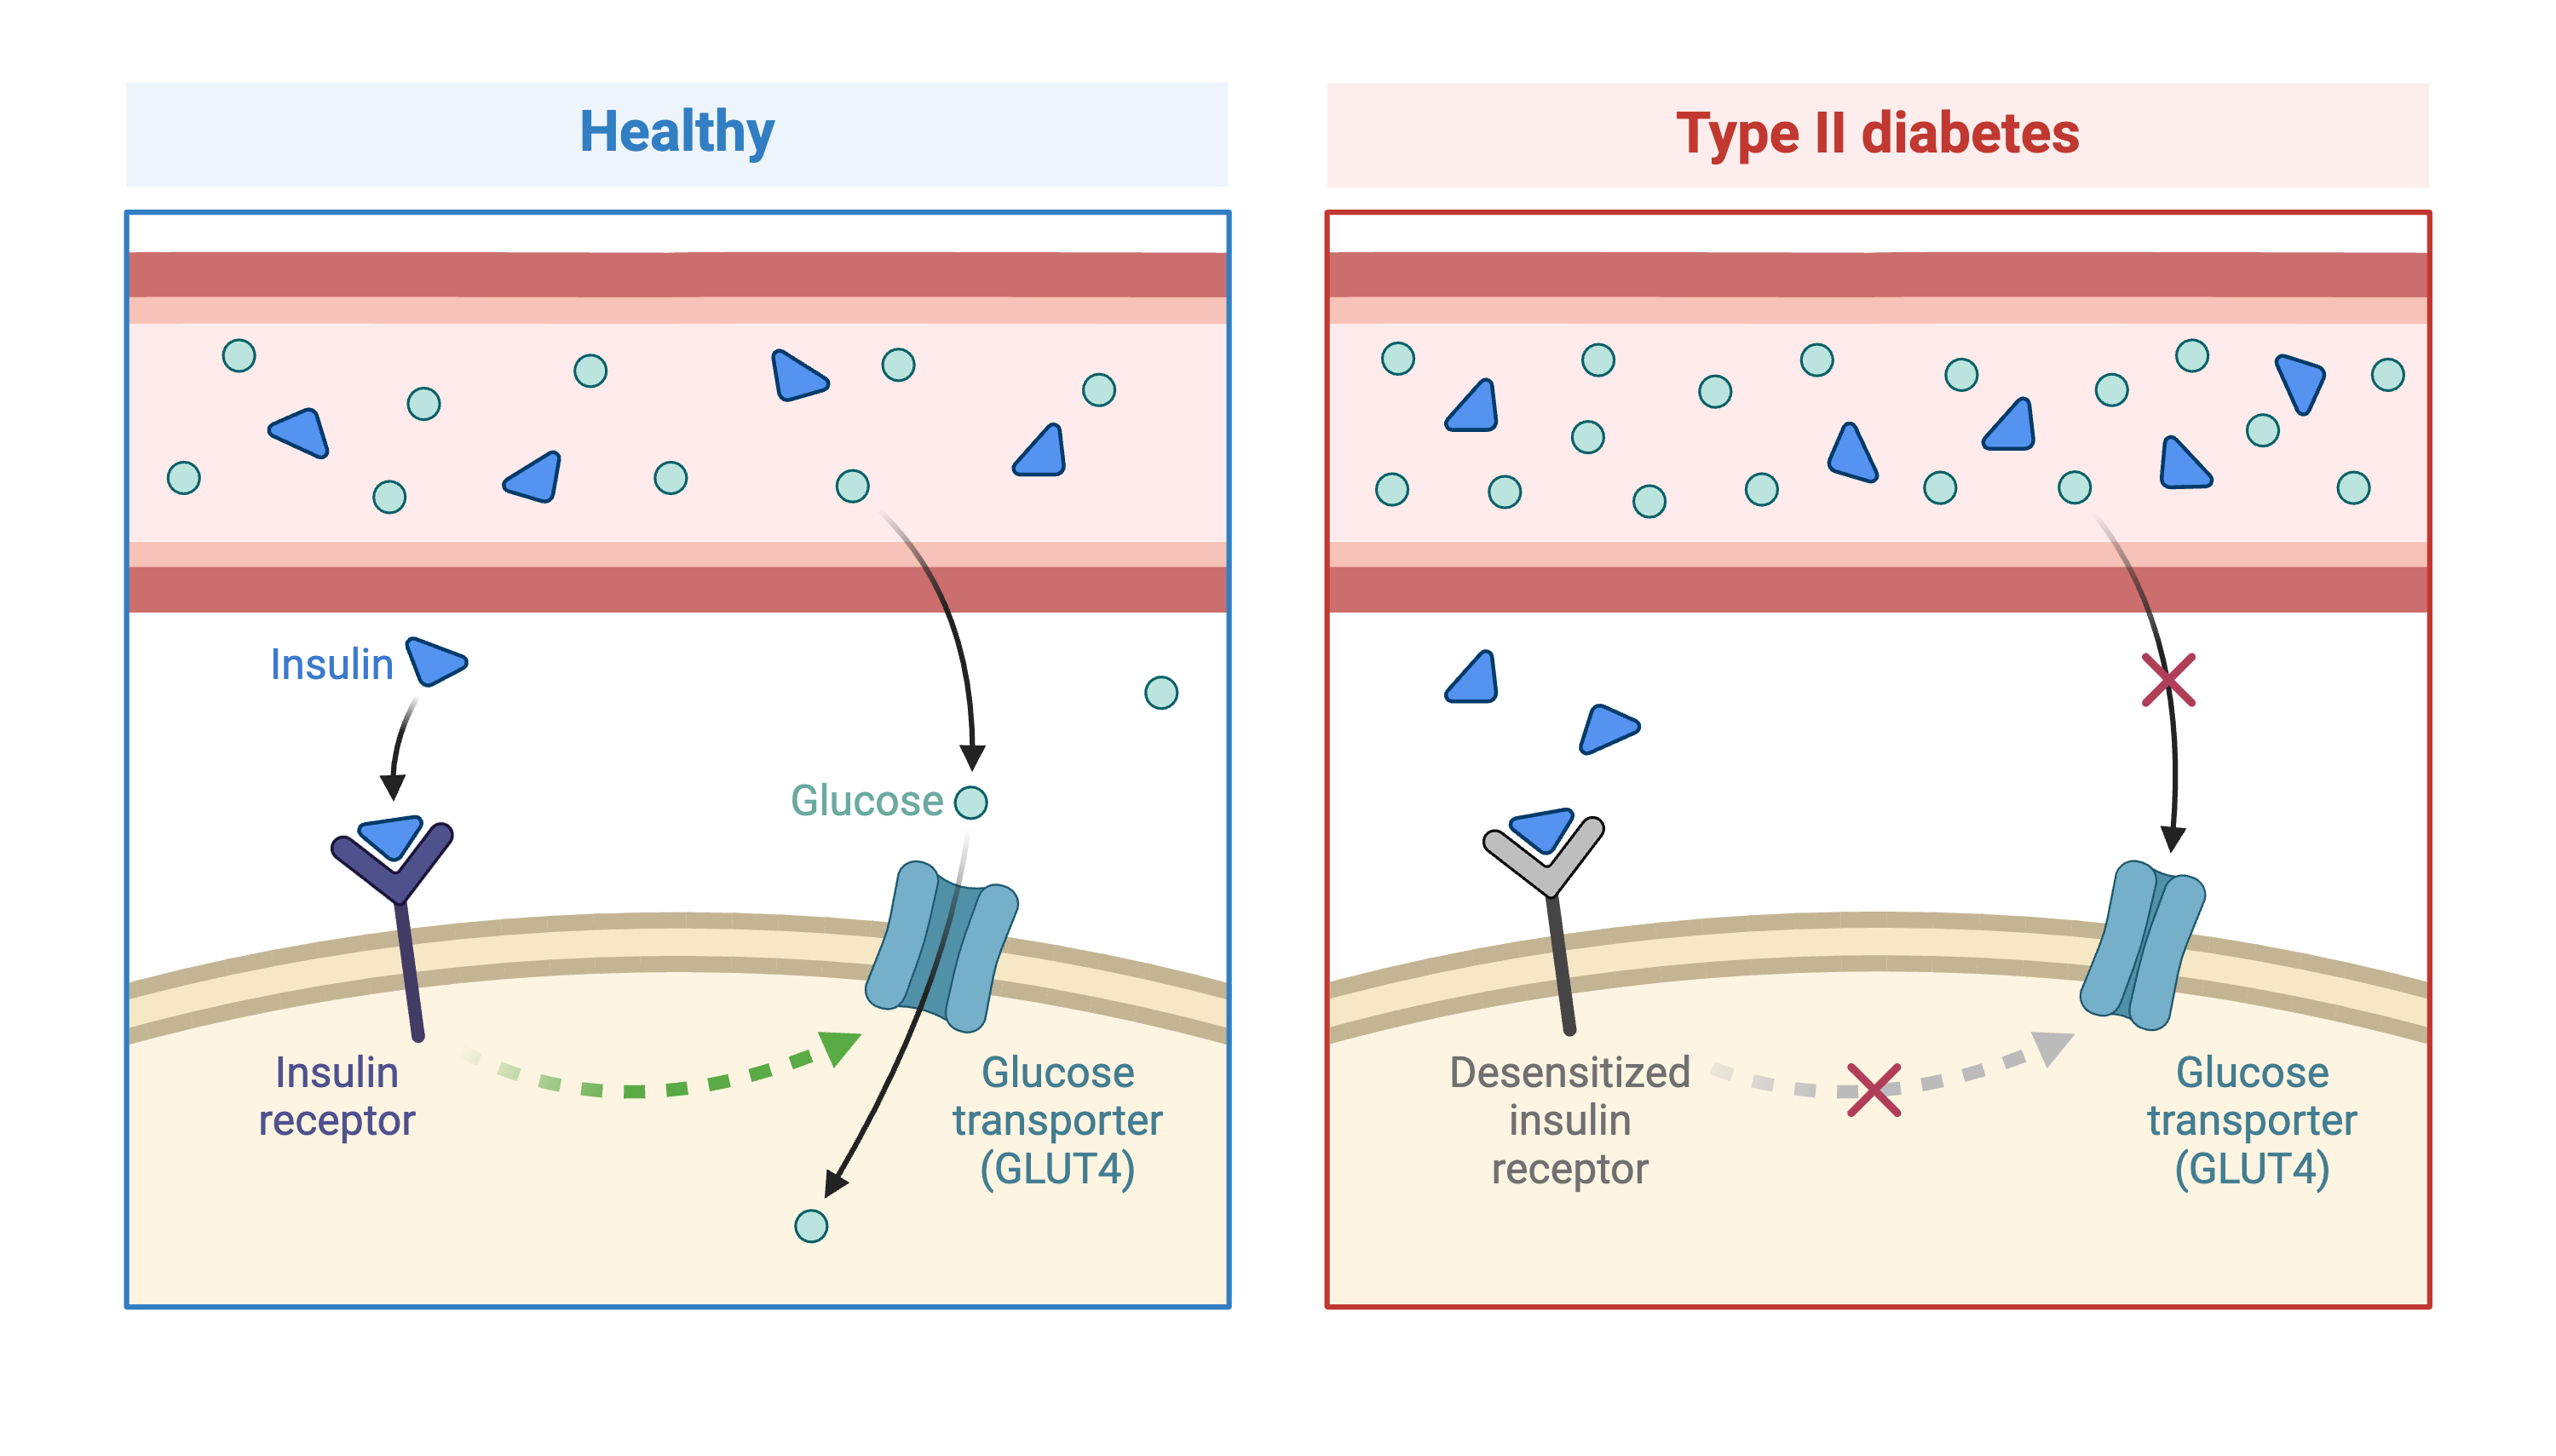 Healthy
Type II diabetes
Insulin
Glucose
Insulin
receptor
Glucose
transporter
(GLUT4)
Desensitized
insulin
receptor
Glucose
transporter
(GLUT4)